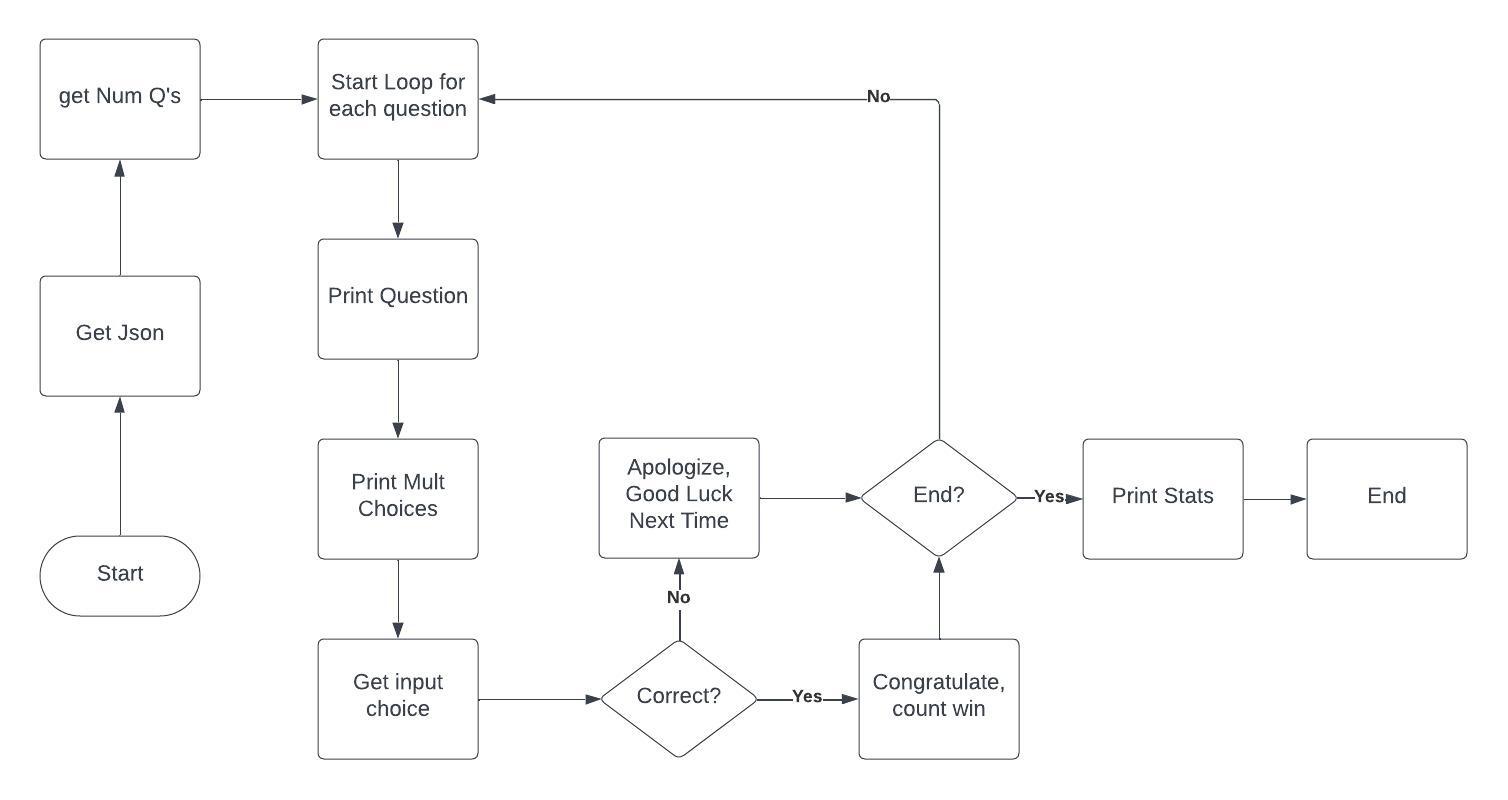 get Num Q's
Start Loop for
each question
No
Print Question
Get Json
Print Mult
Choices
Apologize,
Good Luck
Next Time
End?
Yes
Print Stats
End
Start
No
Get input
choice
Correct?
Yes
Congratulate,
count win